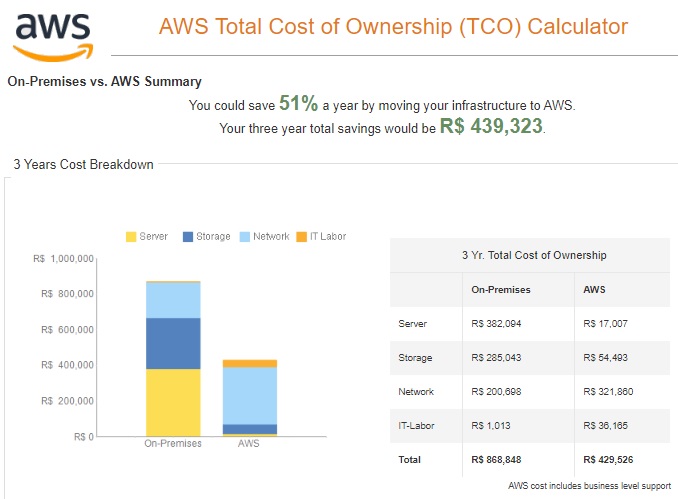 aws
AWS Total Cost of Ownership (TCO) Calculator
On-Premises vs. AWS Summary
You could save 51% a year by moving your infrastructure to AWS.
Your three year total savings would be R$ 439,323.
3 Years Cost Breakdown
Server Storage Network IT Labor
R$ 1,000,000
R$ 800,000
R$ 600,000
R$ 400,000
R$ 200,000
R$ 0
On-Premises AWS
3 Yr. Total Cost of Ownership
On-Premises AWS
Server R$ 382,094 R$ 17,007
Storage R$ 285,043 R$ 54,493
Network R$ 200,698 R$ 321,860
IT-Labor R$ 1,013 R$ 36,165
Total R$ 868,848 R$ 429,526
AWS cost includes business level support